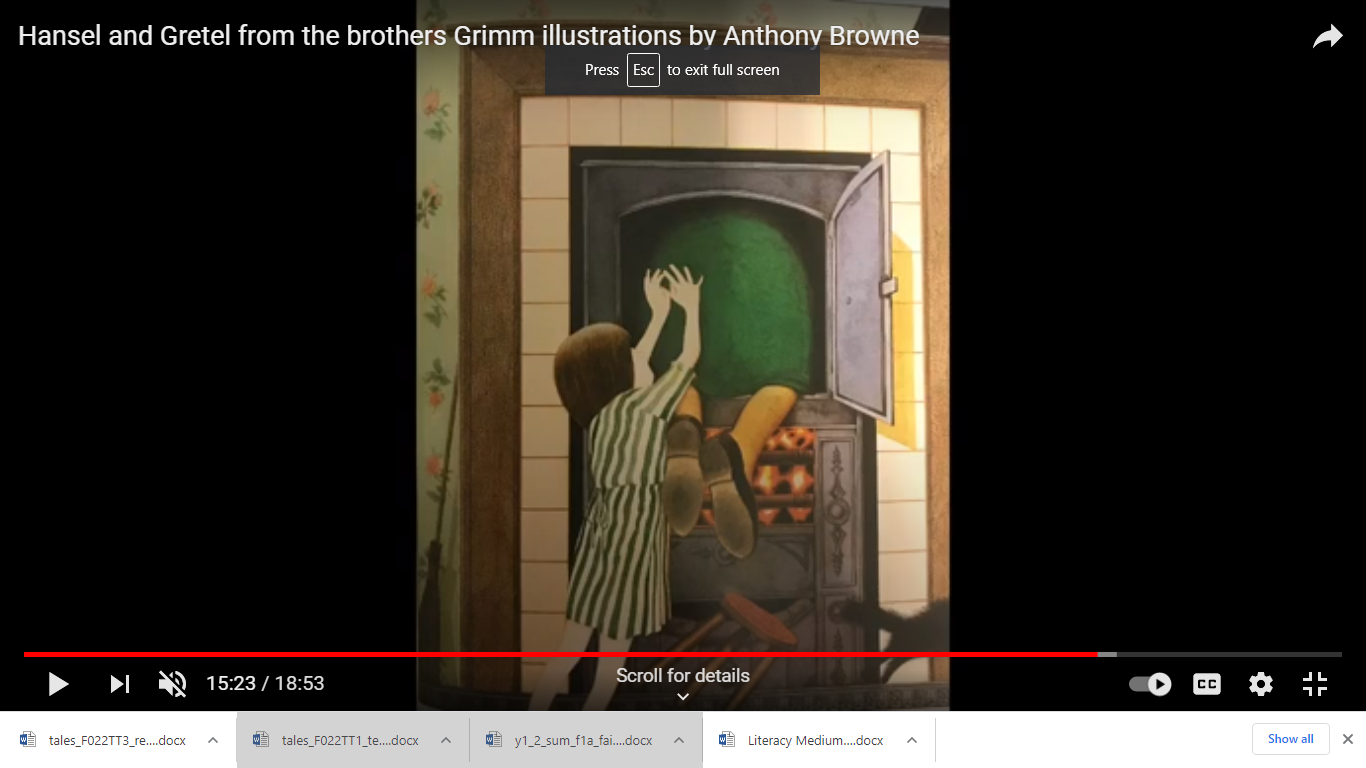 Hansel and Gretel from the brothers Grimm illustrations by Anthony Browne
Press Esc to exit full screen
Scroll for details
15:23 / 18:53
CC
tales_F022TT3_re....docx
tales_F022TT1_te....docx
y1_2_sum_f1a_fai....docx
Literacy Medium....docx
Show all